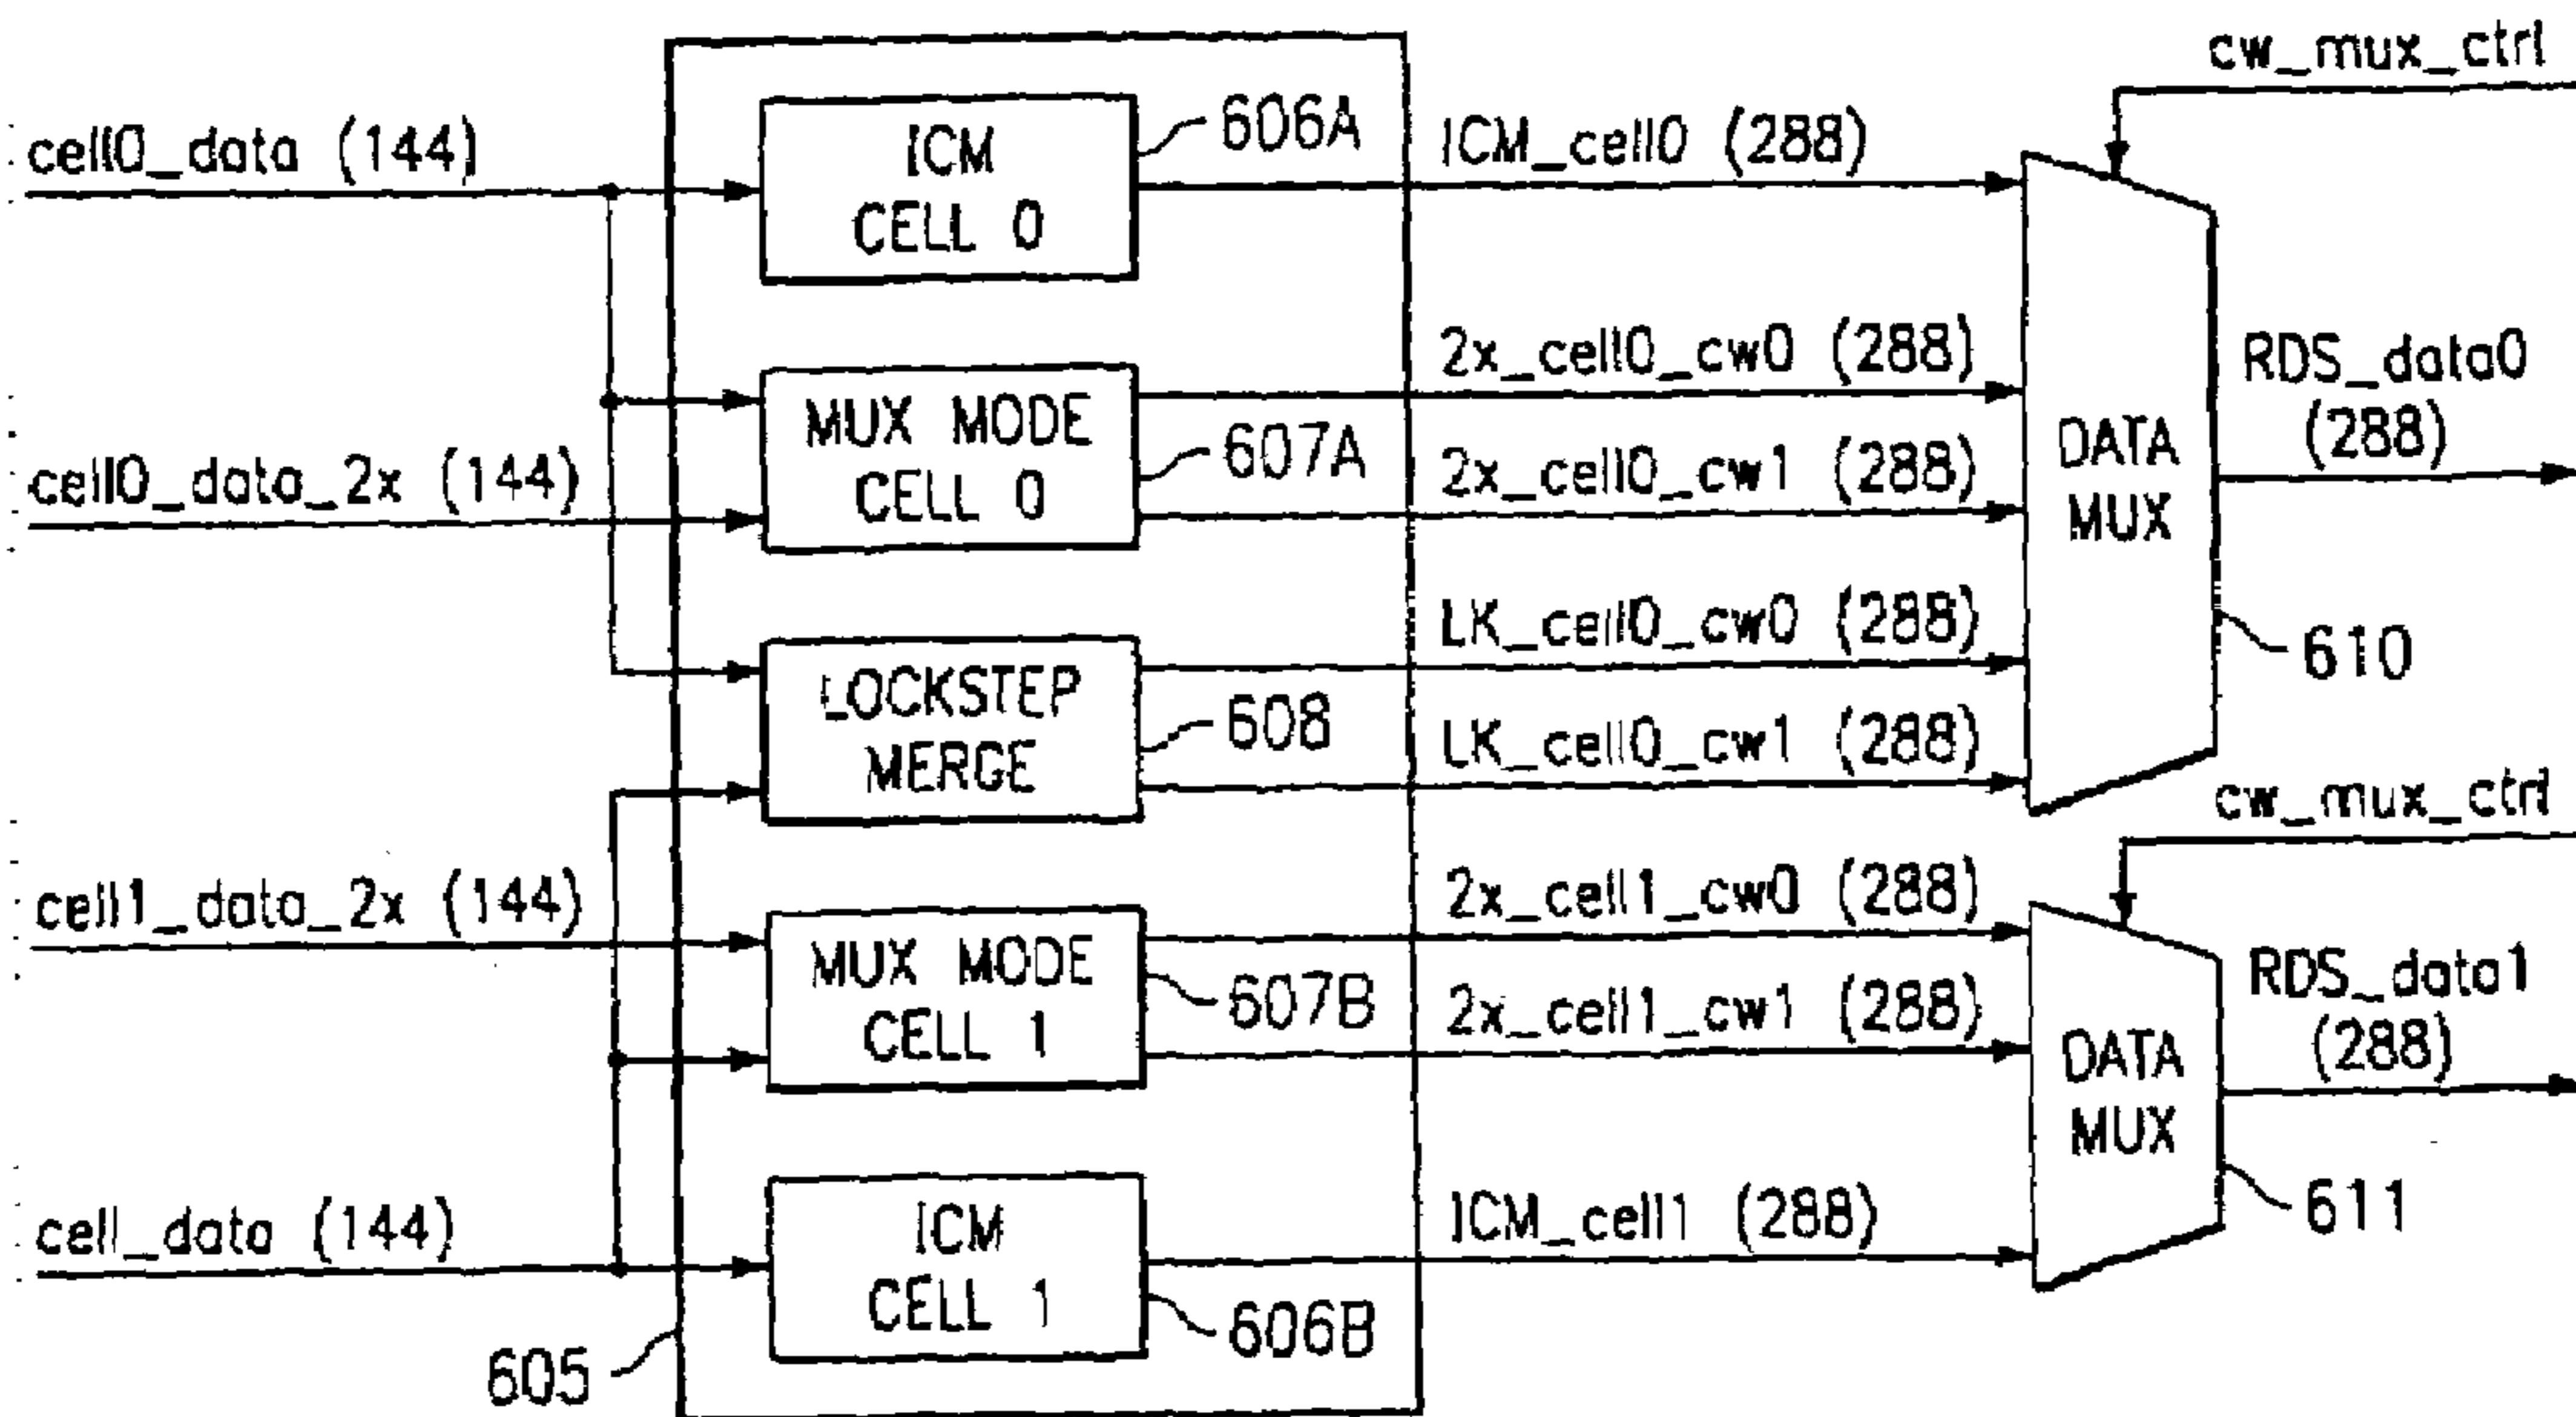 cw_mux_ctrl
cell0_data (144)
ICM
CELL 0
606A
ICM_cell0 (288)
cell0_data_2x (144)
MUX MODE
CELL 0
607A
2x_cell0_cw0 (288)
2x_cell0_cw1 (288)
DATA
MUX
RDS_data0
(288)
LOCKSTEP
MERGE
608
LK_cell0_cw0 (288)
LK_cell0_cw1 (288)
610
cw_mux_ctrl
cell1_data_2x (144)
MUX MODE
CELL 1
607B
2x_cell1_cw0 (288)
2x_cell1_cw1 (288)
DATA
MUX
RDS_data1
(288)
cell_data (144)
ICM
CELL 1
606B
ICM_cell1 (288)
611
605